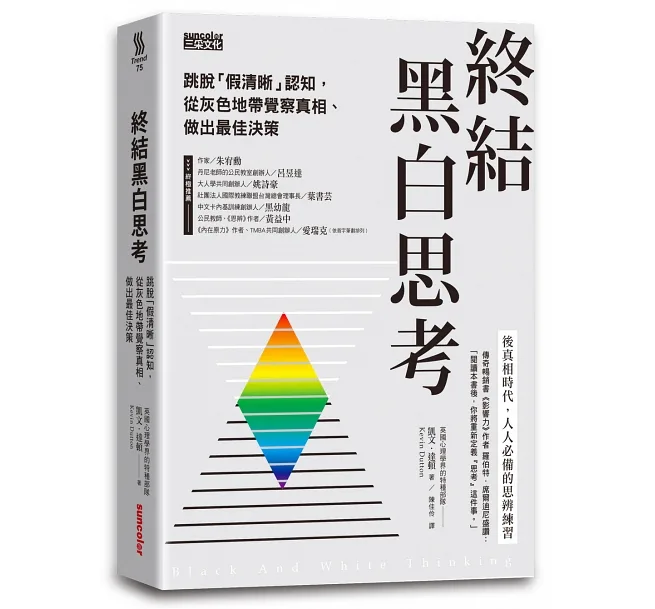 Trend
75
終結黑白思考
跳脫「假清晰」認知，
從灰色地帶覺察真相、
做出最佳決策
英國心理學界的特種部隊
凱文・達頓 著
Kevin Dutton
suncolor
suncolor
三采文化
跳脫「假清晰」認知，
從灰色地帶覺察真相、
做出最佳決策
終極推薦
作家／朱宥勳
丹尼老師的公民教室創辦人／呂昱達
大人學共同創辦人／姚詩豪
社團法人國際教練聯盟台灣總會理事長／葉書芸
中文卡內基訓練創辦人／黑幼龍
公民教師、《思辨》作者／黃益中
《內在原力》作者、TMBA共同創辦人／愛瑞克（依姓字筆劃排列）
終結
黑白思考
後真相時代，人人必備的思辨練習
傳奇暢銷書《影響力》作者 羅伯特．席爾迪尼盛讚：
「閱讀本書後，你將重新定義『思考』這件事。」
英國心理學界的特種部隊
凱文・達頓 著／陳佳伶 譯
Kevin Dutton
Black And White Thinking